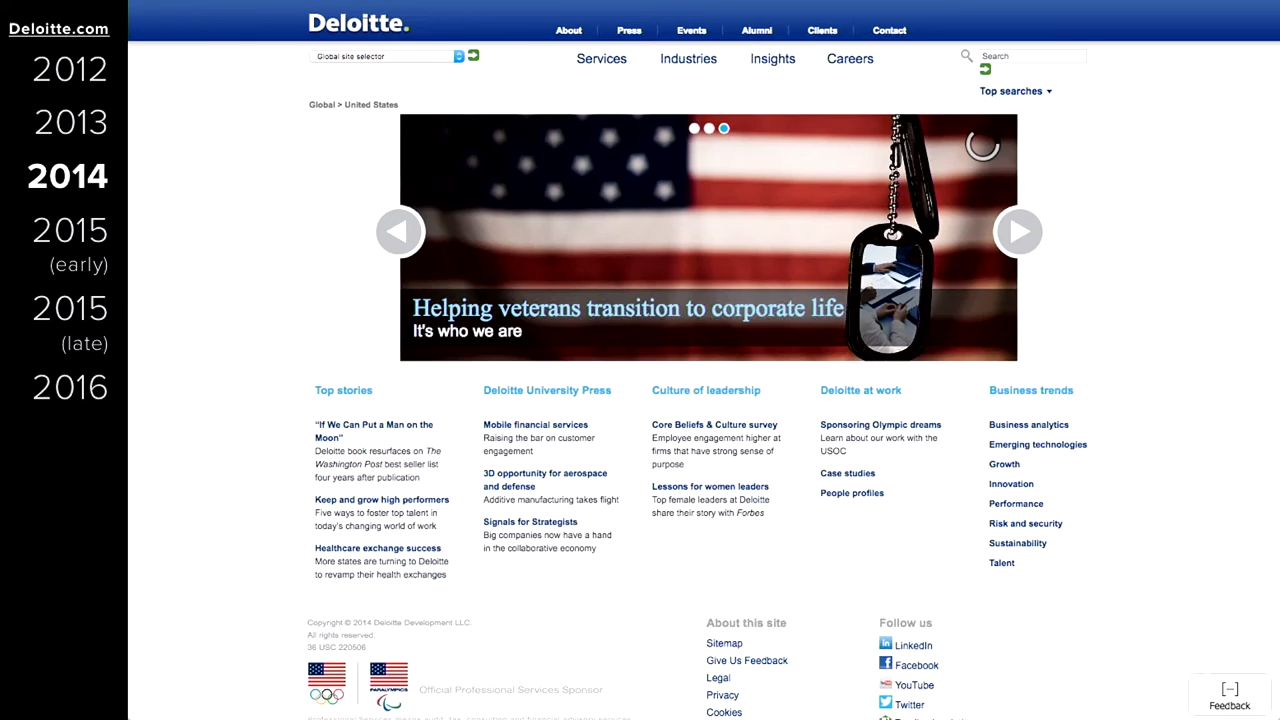 Deloitte.com
2012
2013
2014
2015
(early)
2015
(late)
2016
Deloitte.
About
Press
Events
Alumni
Clients
Contact
Global site selector
Services
Industries
Insights
Careers
Search
Top searches
Global > United States
Helping veterans transition to corporate life
It's who we are
Top stories
“If We Can Put a Man on the
Moon”
Deloitte book resurfaces on The
Washington Post best seller list
four years after publication
Keep and grow high performers
Five ways to foster top talent in
today's changing world of work
Healthcare exchange success
More states are turning to Deloitte
to revamp their health exchanges
Deloitte University Press
Mobile financial services
Raising the bar on customer
engagement
3D opportunity for aerospace
and defense
Additive manufacturing takes flight
Signals for Strategists
Big companies now have a hand
in the collaborative economy
Culture of leadership
Core Beliefs & Culture survey
Employee engagement higher at
firms that have strong sense of
purpose
Lessons for women leaders
Top female leaders at Deloitte
share their story with Forbes
Deloitte at work
Sponsoring Olympic dreams
Learn about our work with the
USOC
Case studies
People profiles
Business trends
Business analytics
Emerging technologies
Growth
Innovation
Performance
Risk and security
Sustainability
Talent
Copyright © 2014 Deloitte Development LLC.
All rights reserved.
36 USC 220506
PARALYMPICS
Official Professional Services Sponsor
About this site
Sitemap
Give Us Feedback
Legal
Privacy
Cookies
Follow us
in LinkedIn
f Facebook
YouTube
Twitter
[--]
Feedback